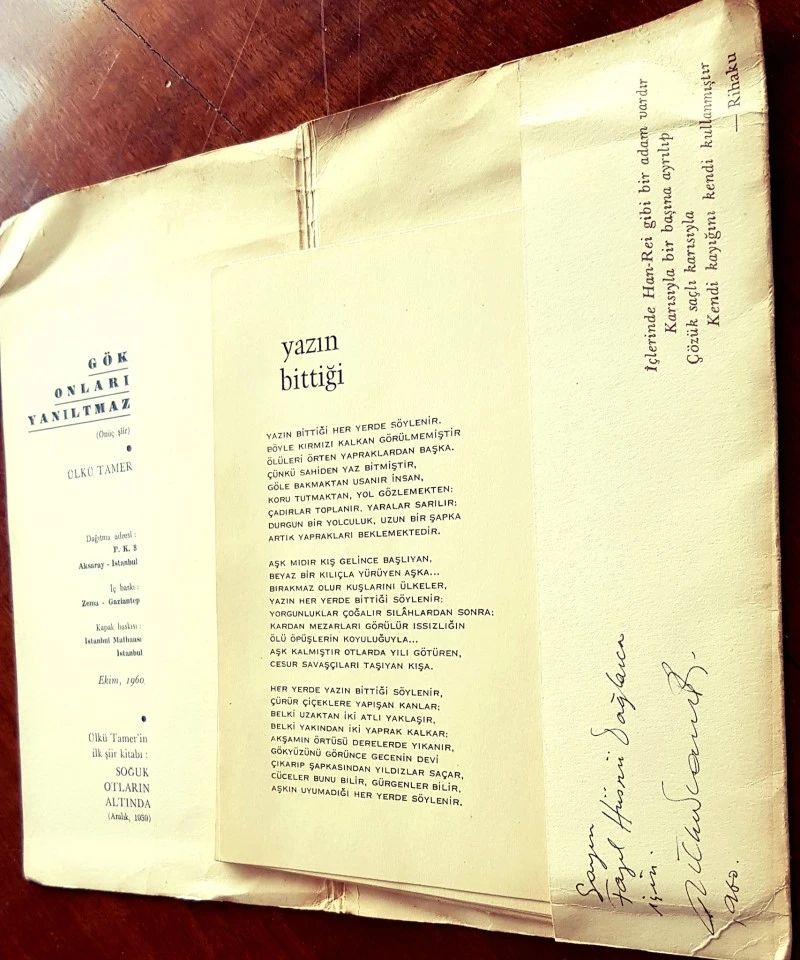 GÖK
ONLARI
YANILTMAZ
(Onüç şiir)
ÜLKÜ TAMER
Dağıtma adresi :
P. K. 3
Aksaray - İstanbul
İç baskı :
Zemu - Gaziantep
Kapak baskısı :
İstanbul Matbaası
İstanbul
Ekim, 1960
Ülkü Tamer'in
ilk şiir kitabı :
SOĞUK
OTLARIN
ALTINDA
(Aralık, 1959)
yazın
bittiği
YAZIN BİTTİĞİ HER YERDE SÖYLENİR.
BÖYLE KIRMIZI KALKAN GÖRÜLMEMİŞTİR
ÖLÜLERİ ÖRTEN YAPRAKLARDAN BAŞKA.
ÇÜNKÜ SAHİDEN YAZ BİTMİŞTİR,
GÖLE BAKMAKTAN USANIR İNSAN,
KORU TUTMAKTAN, YOL GÖZLEMEKTEN;
ÇADIRLAR TOPLANIR, YARALAR SARILIR;
DURGUN BİR YOLCULUK, UZUN BİR ŞAPKA
ARTIK YAPRAKLARI BEKLEMEKTEDİR.
AŞK MIDIR KIŞ GELİNCE BAŞLIYAN,
BEYAZ BİR KILIÇLA YÜRÜYEN AŞKA...
BIRAKMAZ OLUR KUŞLARINI ÜLKELER,
YAZIN HER YERDE BİTTİĞİ SÖYLENİR;
YORGUNLUKLAR ÇOĞALIR SİLÂHLARDAN SONRA;
KARDAN MEZARLARI GÖRÜLÜR ISSIZLIĞIN
ÖLÜ ÖPÜŞLERİN KOYULUĞUYLA...
AŞK KALMIŞTIR OTLARDA YILI GÖTÜREN,
CESUR SAVAŞÇILARI TAŞIYAN KIŞA.
HER YERDE YAZIN BİTTİĞİ SÖYLENİR,
ÇÜRÜR ÇİÇEKLERE YAPIŞAN KANLAR;
BELKİ UZAKTAN İKİ ATLI YAKLAŞIR,
BELKİ YAKINDAN İKİ YAPRAK KALKAR;
AKŞAMIN ÖRTÜSÜ DERELERDE YIKANIR,
GÖKYÜZÜNÜ GÖRÜNCE GECENİN DEVİ
ÇIKARIP ŞAPKASINDAN YILDIZLAR SAÇAR,
CÜCELER BUNU BİLİR, GÜRGENLER BİLİR,
AŞKIN UYUMADIĞI HER YERDE SÖYLENİR.
İçlerinde Han-Rei gibi bir adam vardır
Karısıyla bir başına ayrılıp
Çözük saçlı karısıyla
Kendi kayığını kendi kullanmıştır
— Rihaku
Sayın
Fazıl Hüsnü Dağlarca
için.
960.